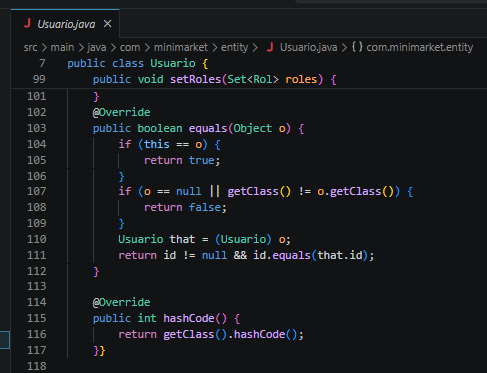 J Usuario.java ×
src > main > java > com > minimarket > entity > J Usuario.java > {} com.minimarket.entity
7 public class Usuario {
99 public void setRoles(Set<Rol> roles) {
101 }
102 @Override
103 public boolean equals(Object o) {
104 if (this == o) {
105 return true;
106 }
107 if (o == null || getClass() != o.getClass()) {
108 return false;
109 }
110 Usuario that = (Usuario) o;
111 return id != null && id.equals(that.id);
112 }
113
114 @Override
115 public int hashCode() {
116 return getClass().hashCode();
117 }}
118